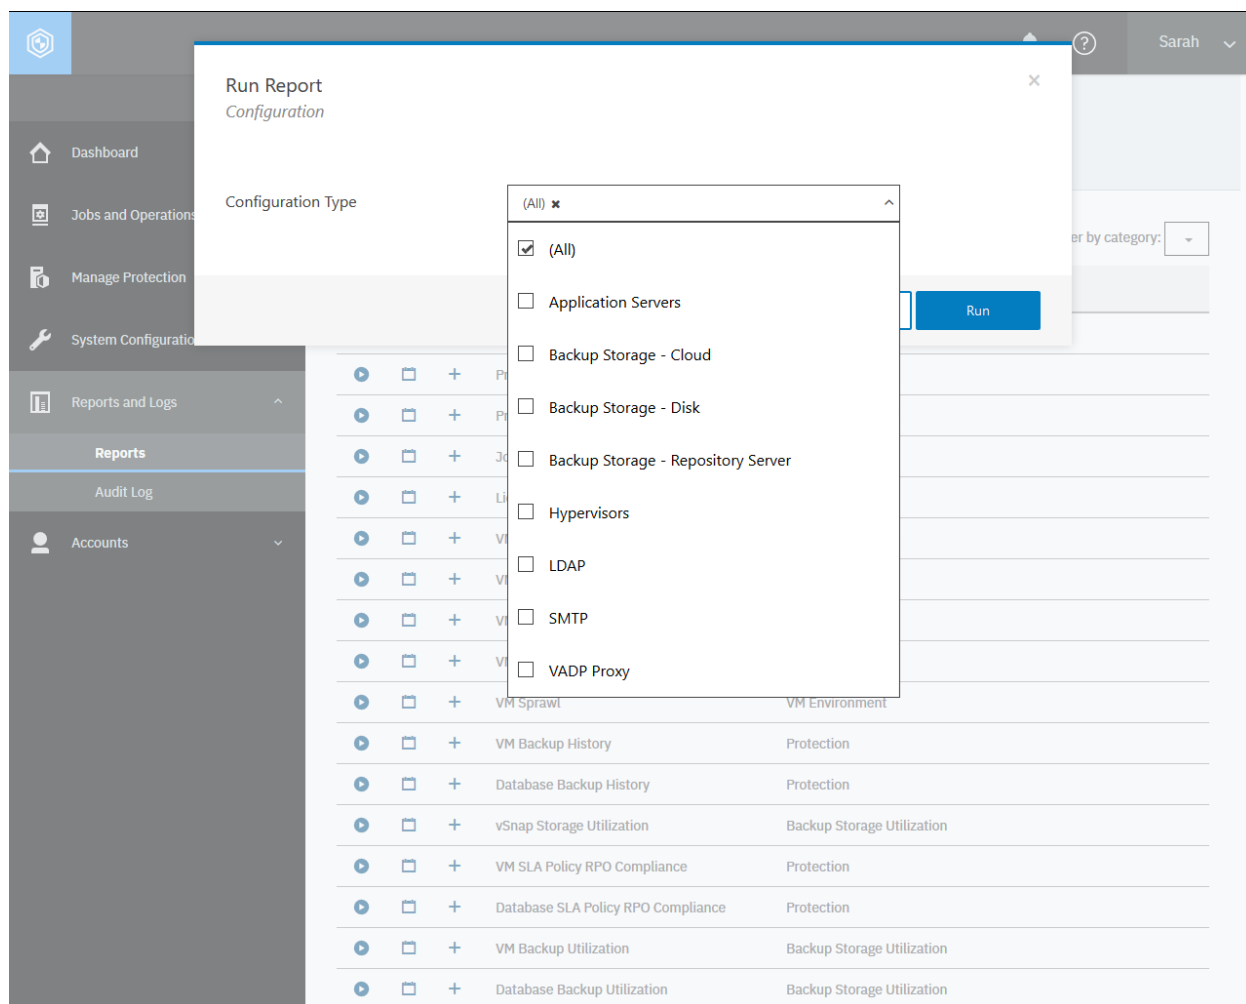 Sarah
Run Report
Configuration
Dashboard
Jobs and Operations
Configuration Type
(All)
er by category:
(All)
Manage Protection
Application Servers
Run
System Configuratio
Backup Storage - Cloud
Pr
Reports and Logs
Backup Storage - Disk
Pr
Reports
Backup Storage - Repository Server
Audit Log
Li
Hypervisors
Accounts
LDAP
SMTP
VADP Proxy
VM Sprawl VM Environment
VM Backup History Protection
Database Backup History Protection
vSnap Storage Utilization Backup Storage Utilization
VM SLA Policy RPO Compliance Protection
Database SLA Policy RPO Compliance Protection
VM Backup Utilization Backup Storage Utilization
Database Backup Utilization Backup Storage Utilization